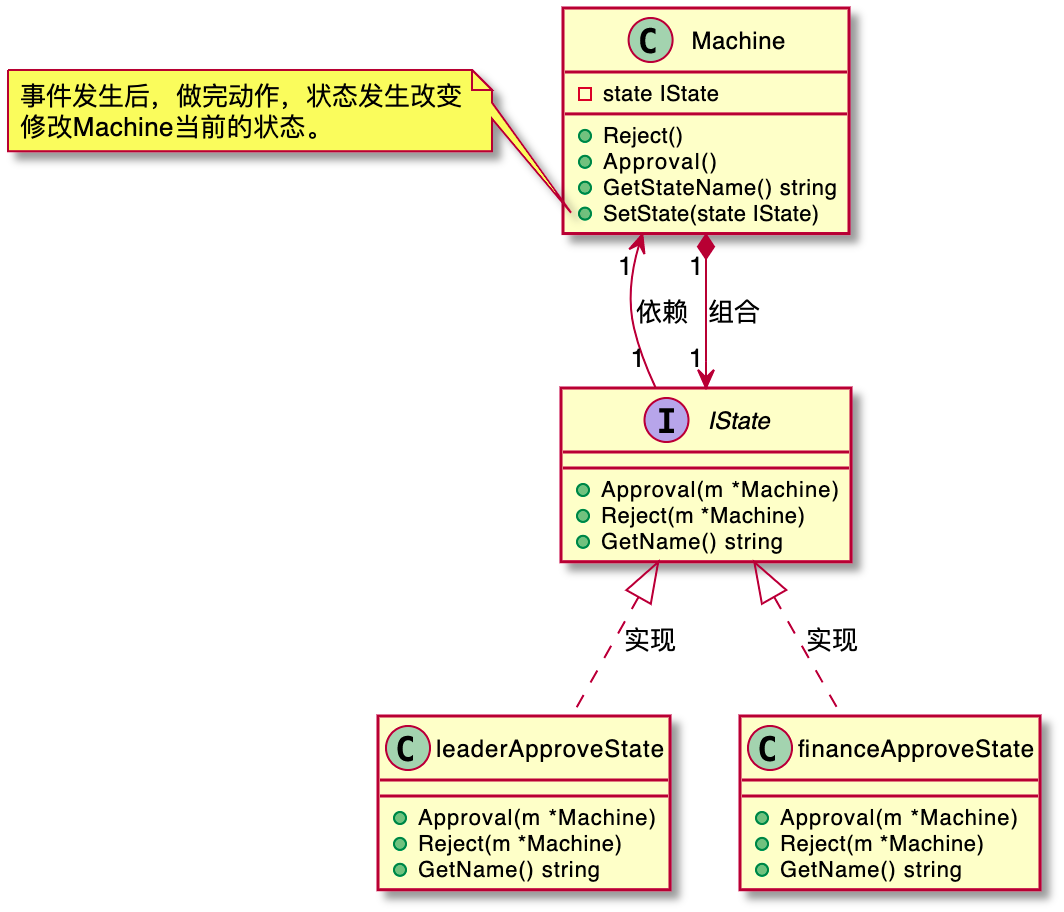 C Machine
事件发生后，做完动作，状态发生改变
修改Machine当前的状态。
state IState
Reject()
Approval()
GetStateName() string
SetState(state IState)
1
1
依赖
组合
1
1
I IState
Approval(m *Machine)
Reject(m *Machine)
GetName() string
实现
实现
C leaderApproveState
Approval(m *Machine)
Reject(m *Machine)
GetName() string
C financeApproveState
Approval(m *Machine)
Reject(m *Machine)
GetName() string